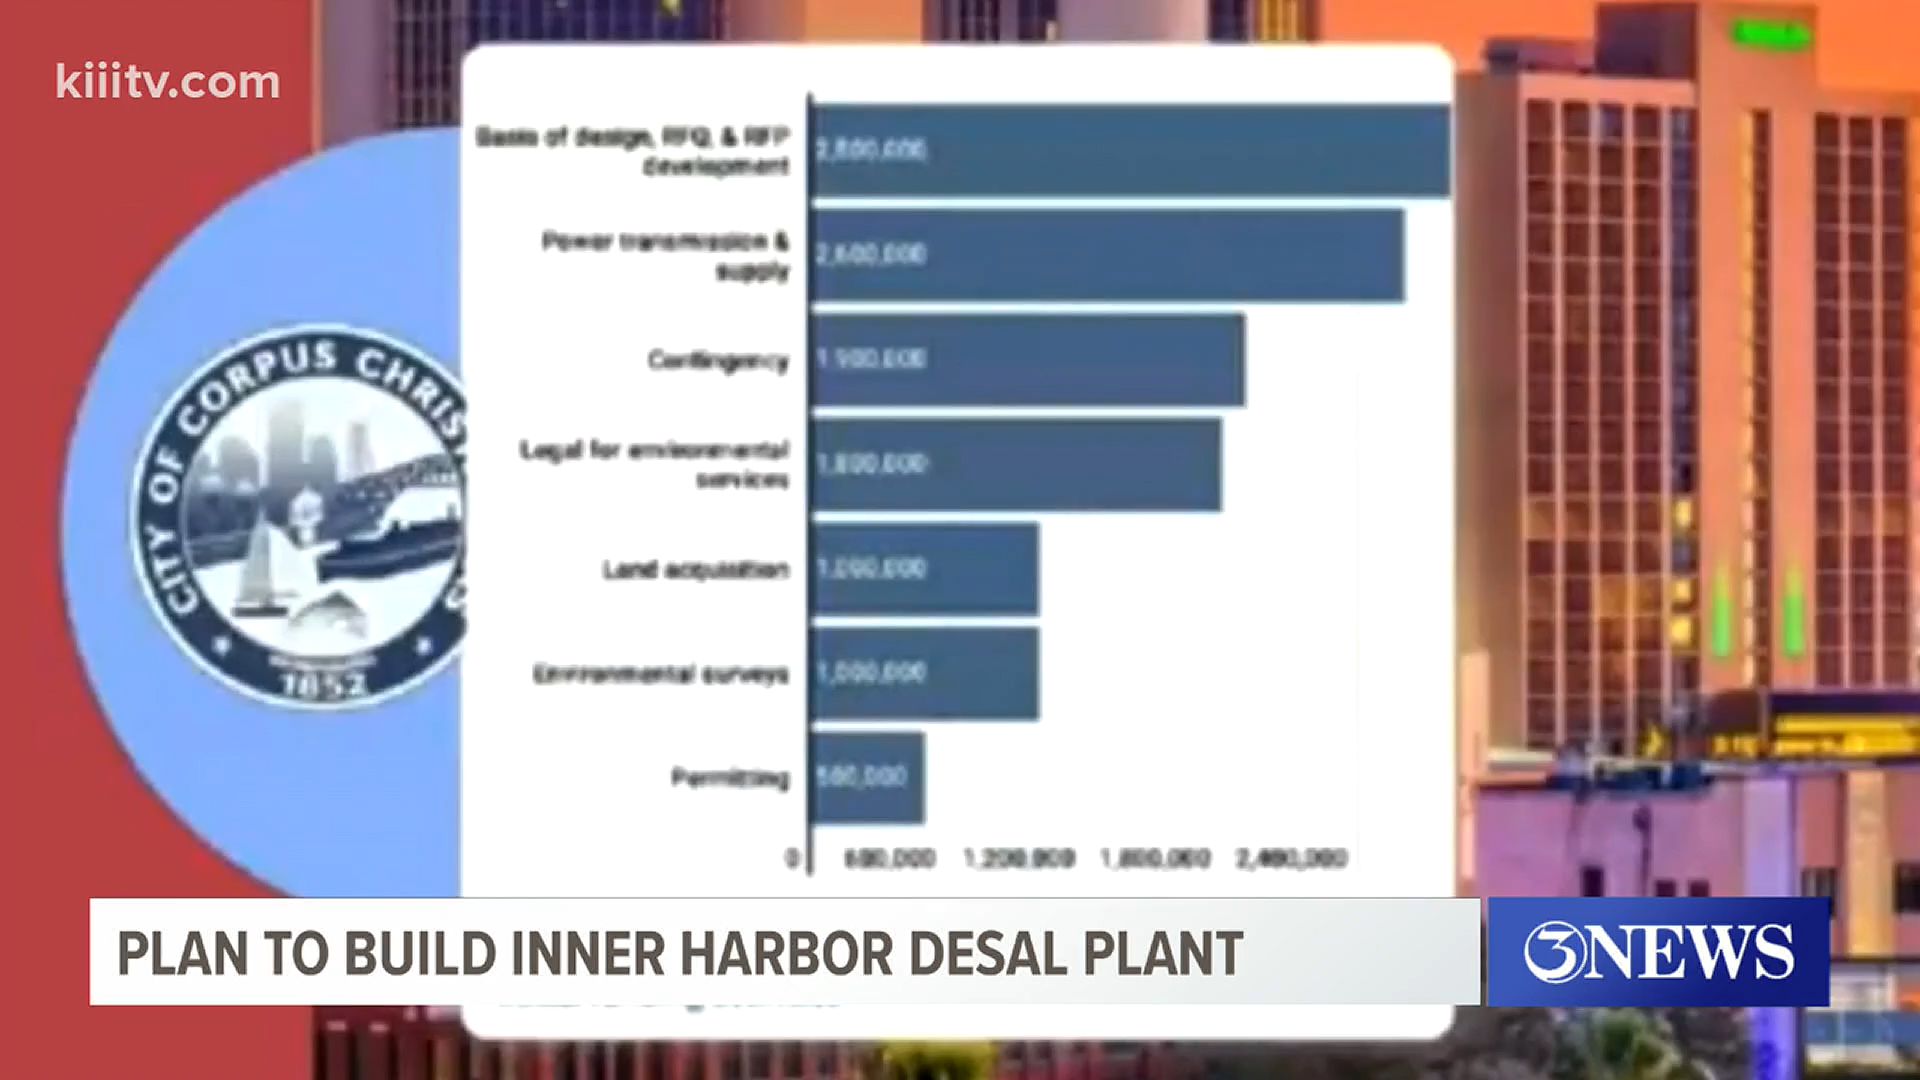 kiiitv.com
Basis of design, RFQ, & RFP
development
2,800,000
Power transmission &
supply
2,600,000
Contingency
1,900,000
Legal for environmental
services
1,800,000
Land acquisition
1,000,000
Environmental surveys
1,000,000
Permitting
500,000
0 600,000 1,200,000 1,800,000 2,400,000
CITY OF CORPUS CHRIS
1852
PLAN TO BUILD INNER HARBOR DESAL PLANT
3NEWS